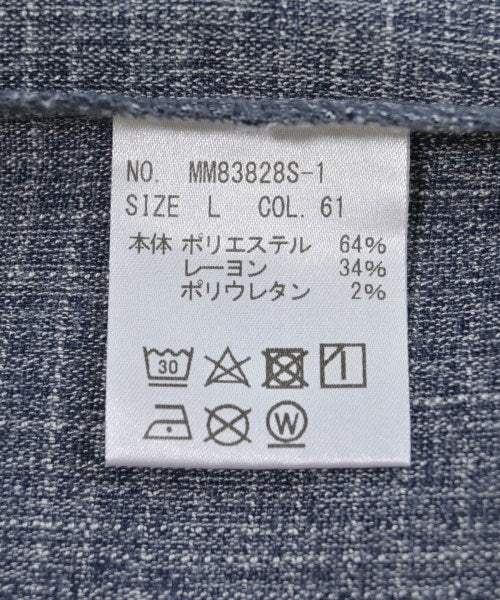 NO. MM83828S-1
SIZE L COL. 61
本体 ポリエステル 64%
レーヨン 34%
ポリウレタン 2%
30
W